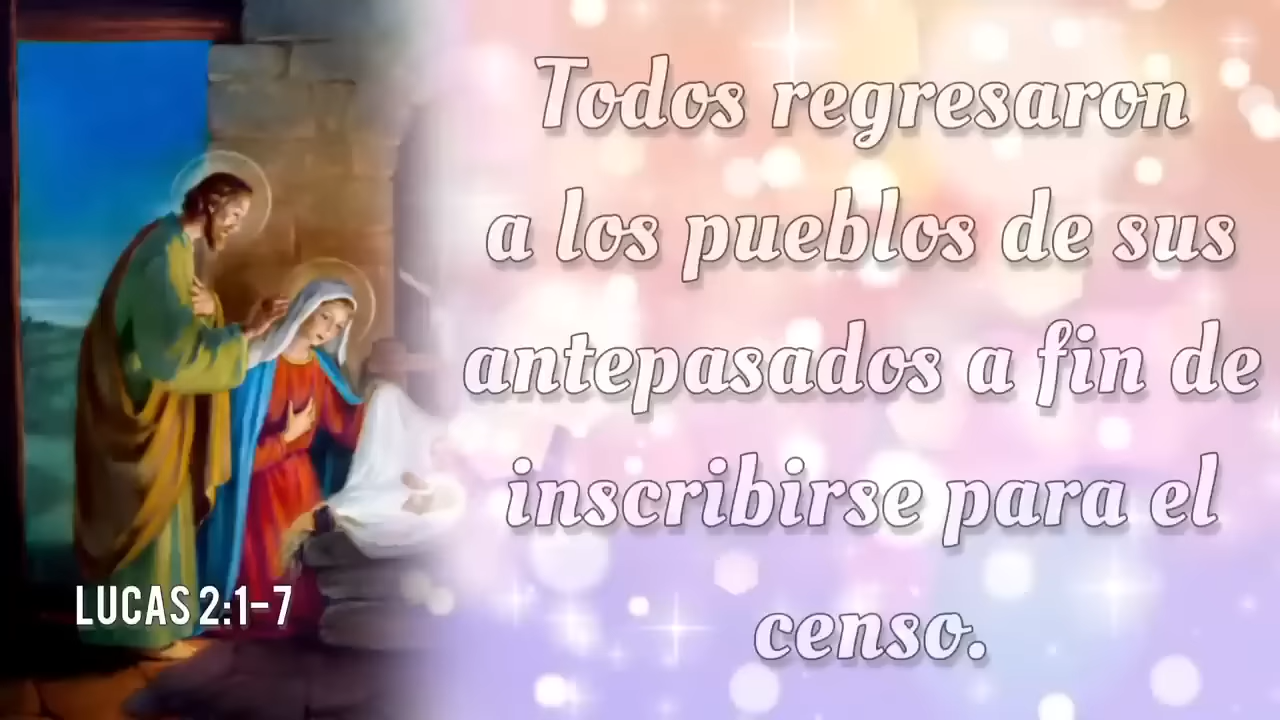 Todos regresaron
a los pueblos de sus
antepasados a fin de
inscribirse para el
censo.
LUCAS 2:1-7